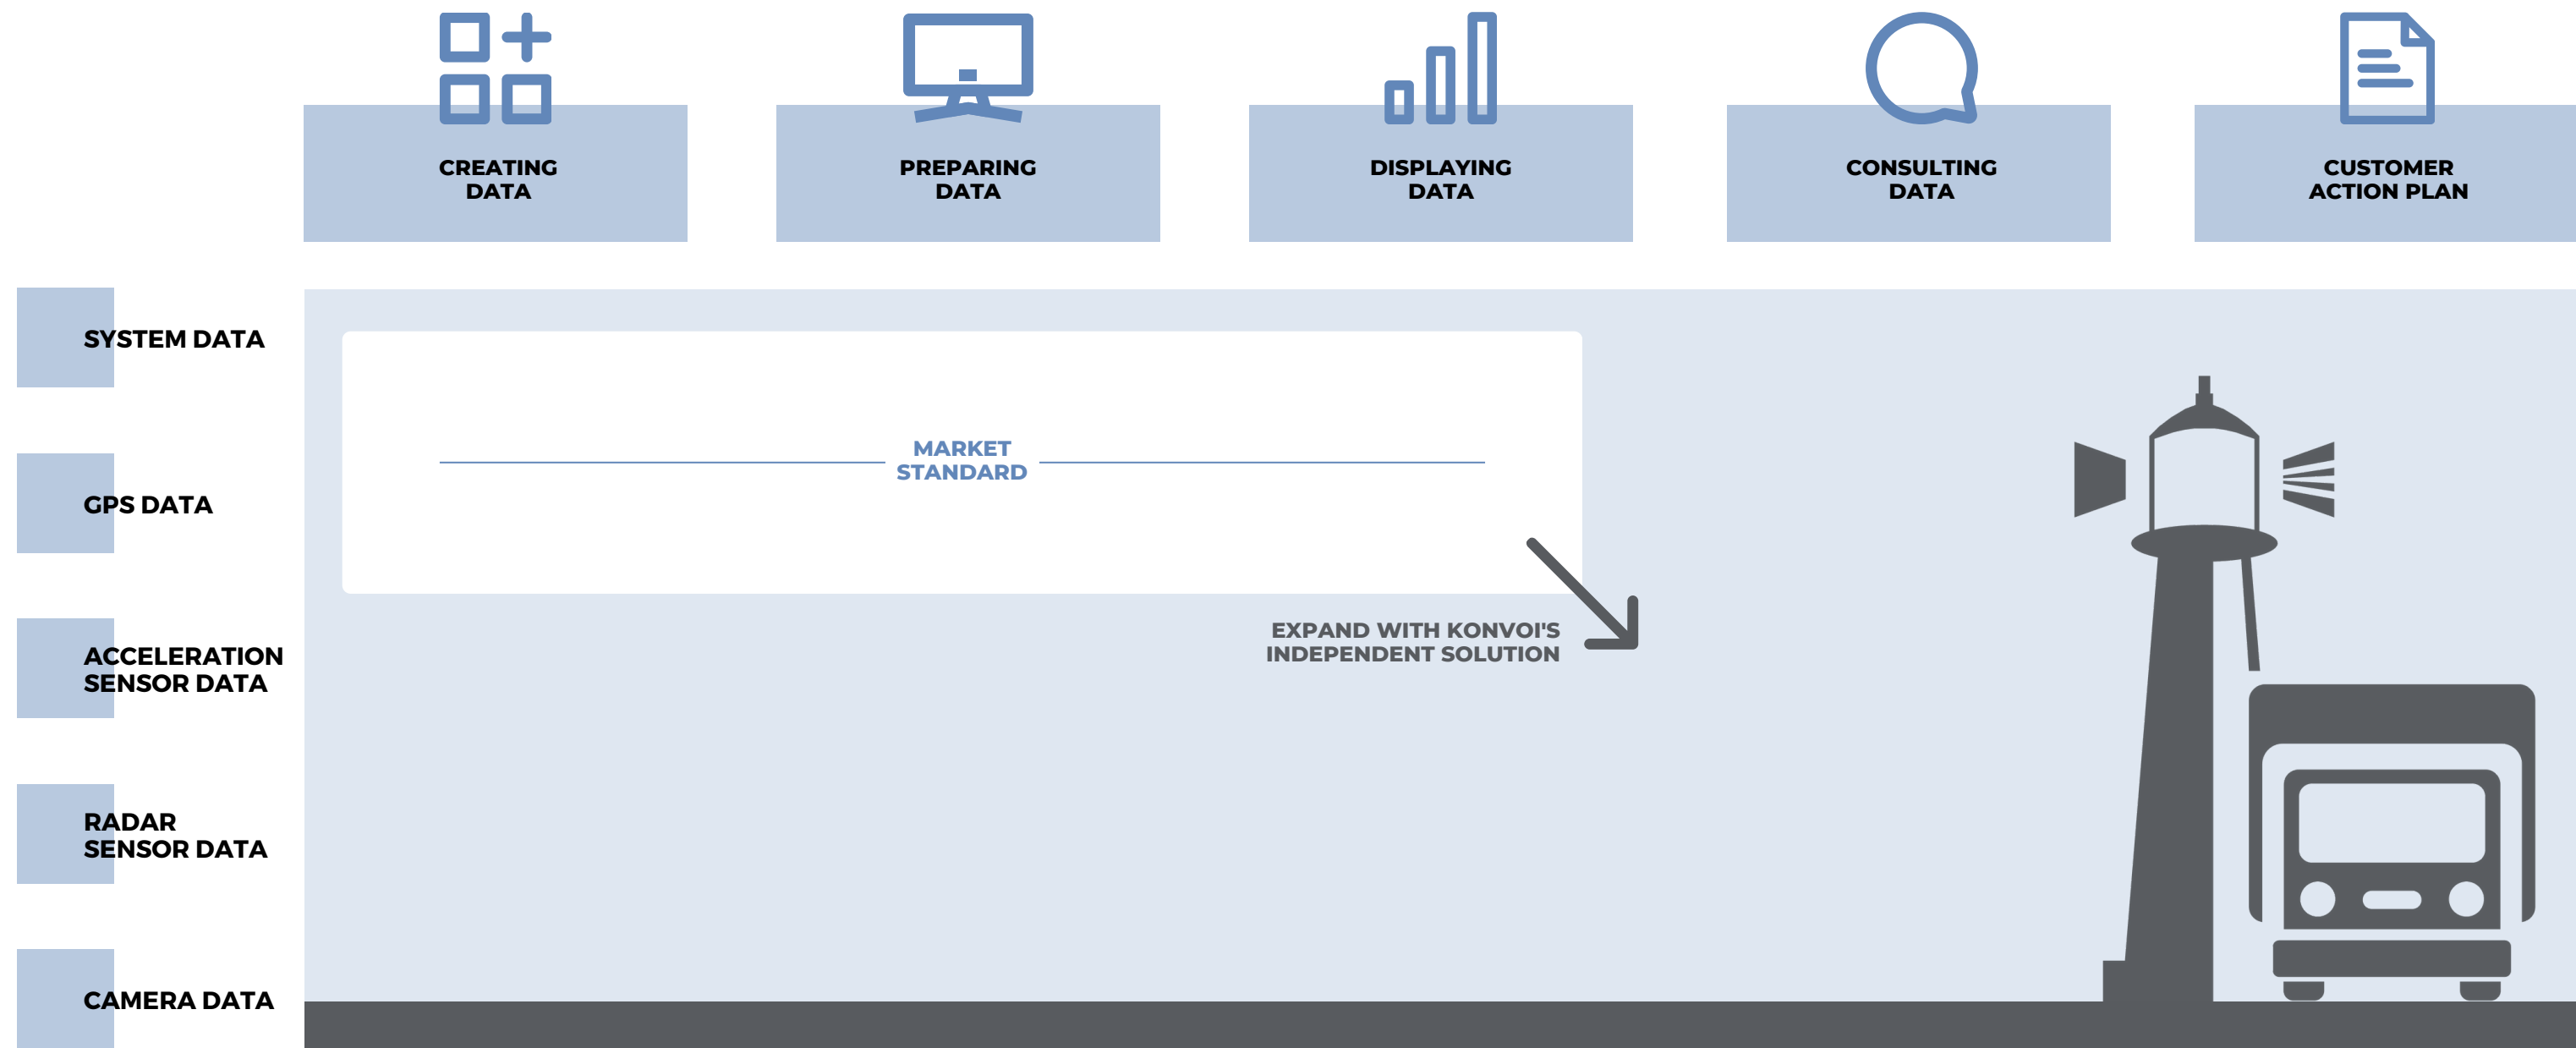 CREATING
DATA
PREPARING
DATA
DISPLAYING
DATA
CONSULTING
DATA
CUSTOMER
ACTION PLAN
SYSTEM DATA
GPS DATA
ACCELERATION
SENSOR DATA
RADAR
SENSOR DATA
CAMERA DATA
MARKET
STANDARD
EXPAND WITH KONVOI'S
INDEPENDENT SOLUTION